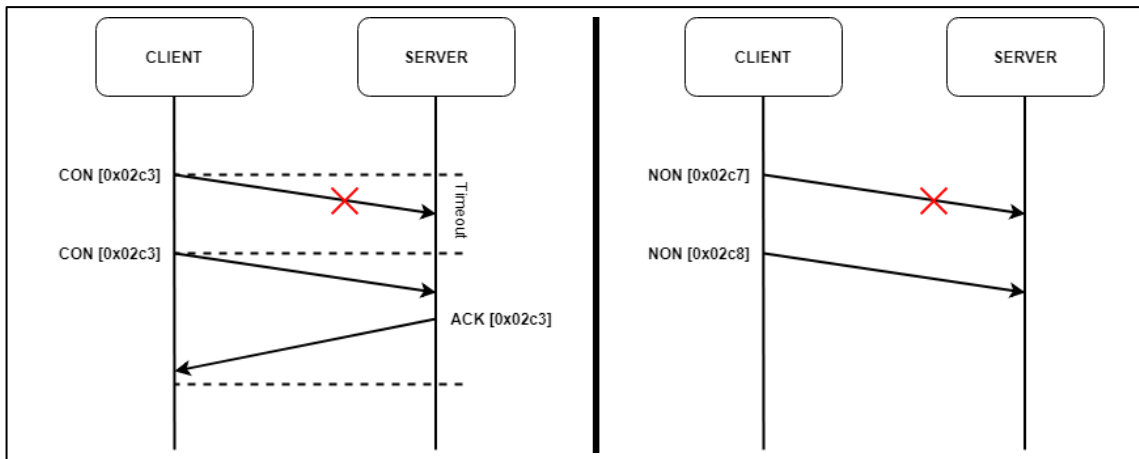 CLIENT
SERVER
CON [0x02c3]
Timeout
CON [0x02c3]
ACK [0x02c3]
CLIENT
SERVER
NON [0x02c7]
NON [0x02c8]